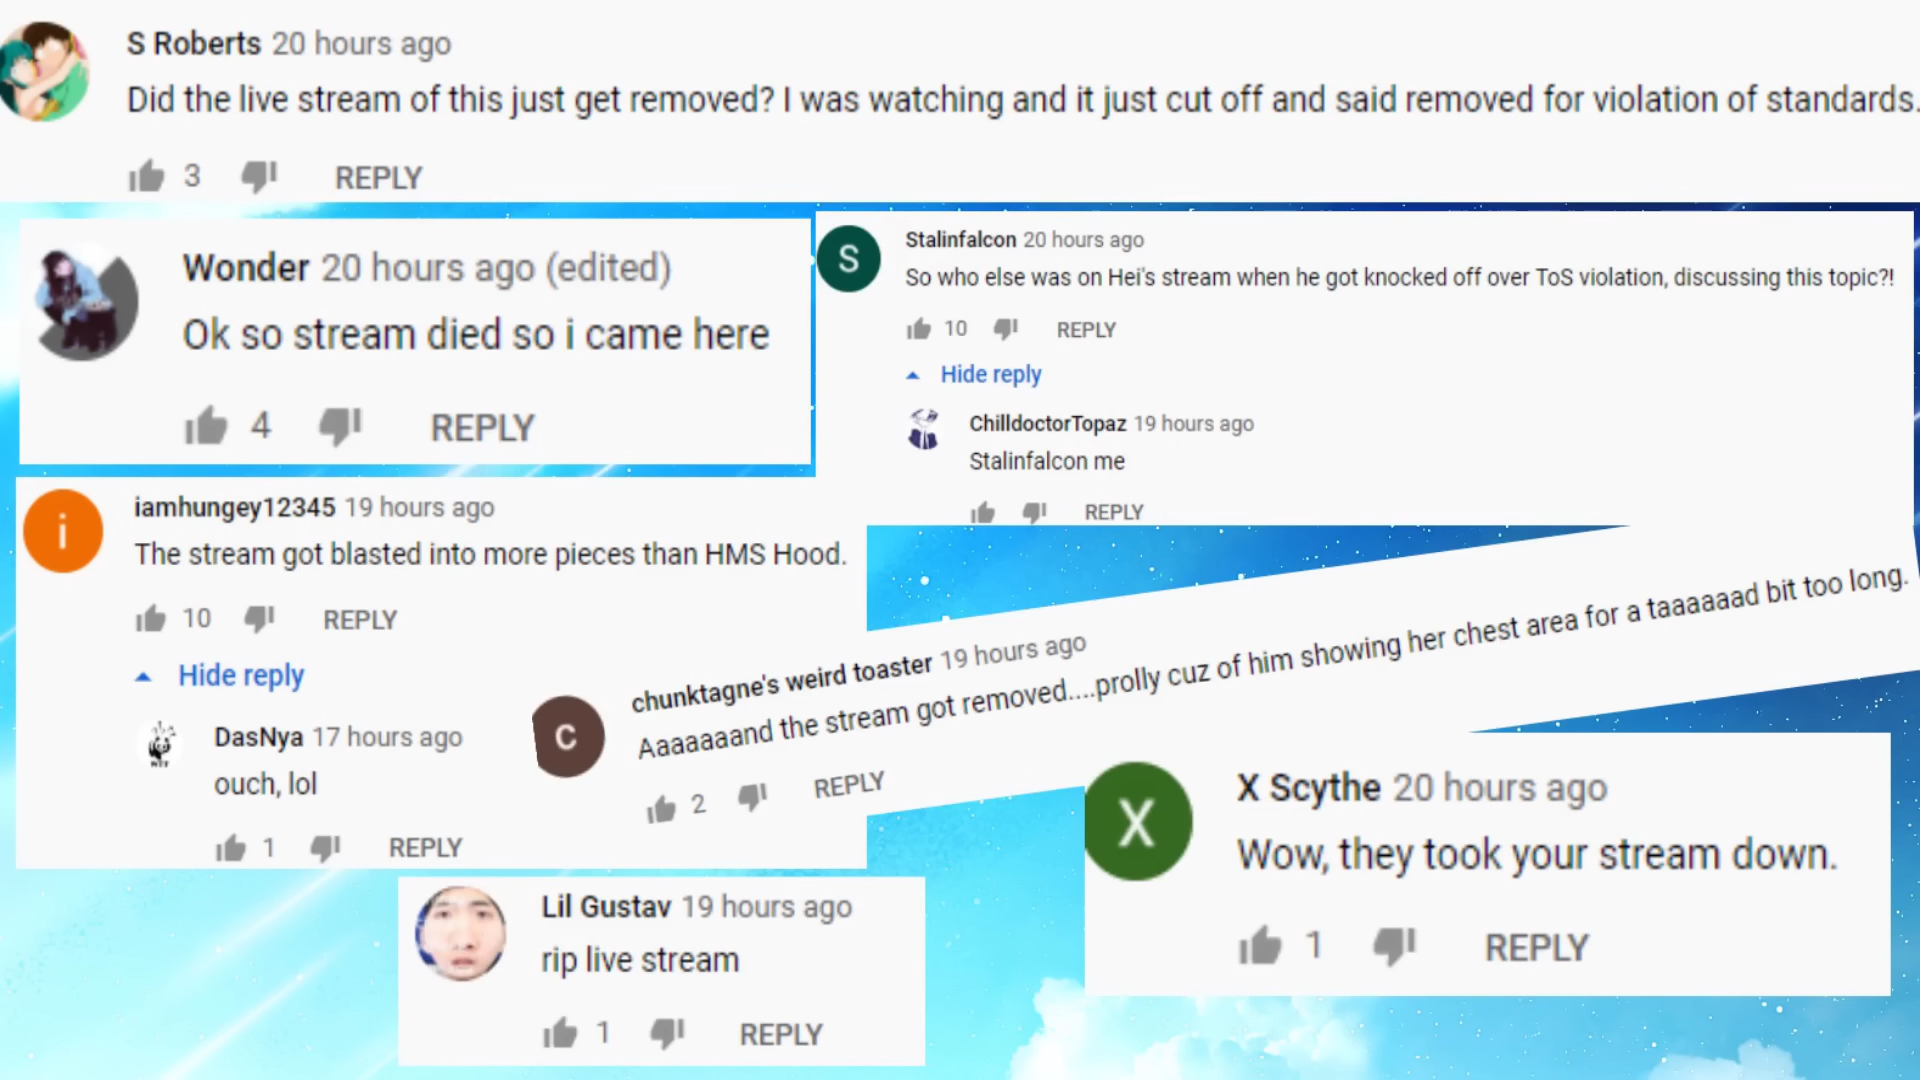 S Roberts 20 hours ago
Did the live stream of this just get removed? I was watching and it just cut off and said removed for violation of standards.
3 REPLY
Wonder 20 hours ago (edited)
Ok so stream died so i came here
4 REPLY
S
Stalinfalcon 20 hours ago
So who else was on Hei's stream when he got knocked off over ToS violation, discussing this topic?!
10 REPLY
Hide reply
ChilldoctorTopaz 19 hours ago
Stalinfalcon me
REPLY
i
iamhungey12345 19 hours ago
The stream got blasted into more pieces than HMS Hood.
10 REPLY
Hide reply
DasNya 17 hours ago
ouch, lol
1 REPLY
C
chunktagne's weird toaster 19 hours ago
Aaaaaaand the stream got removed....prolly cuz of him showing her chest area for a taaaaaad bit too long.
2 REPLY
X
X Scythe 20 hours ago
Wow, they took your stream down.
1 REPLY
Lil Gustav 19 hours ago
rip live stream
1 REPLY